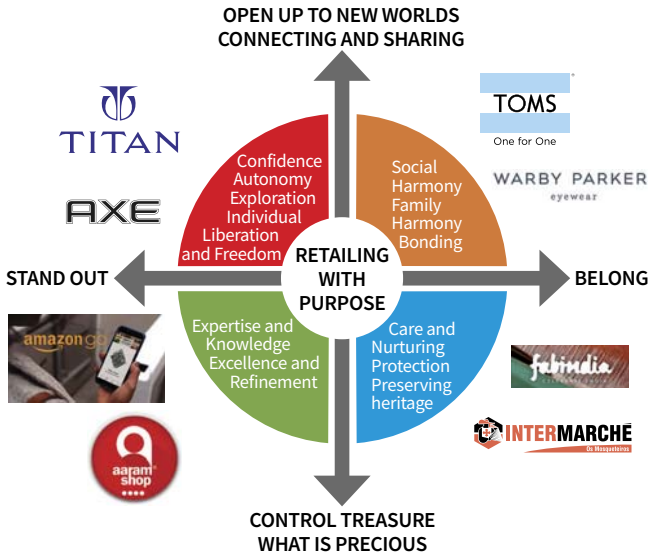 OPEN UP TO NEW WORLDS
CONNECTING AND SHARING
TITAN
TOMS
One for One
AXE
WARBY PARKER
eyewear
Confidence
Autonomy
Exploration
Individual
Liberation
and Freedom
Social
Harmony
Family
Harmony
Bonding
STAND OUT
RETAILING
WITH
PURPOSE
BELONG
Expertise and
Knowledge
Excellence and
Refinement
Care and
Nurturing
Protection
Preserving
heritage
amazon go
fabindia
CELEBRATE INDIA
aaram
shop
INTERMARCHÉ
Os Mosqueteiros
CONTROL TREASURE
WHAT IS PRECIOUS